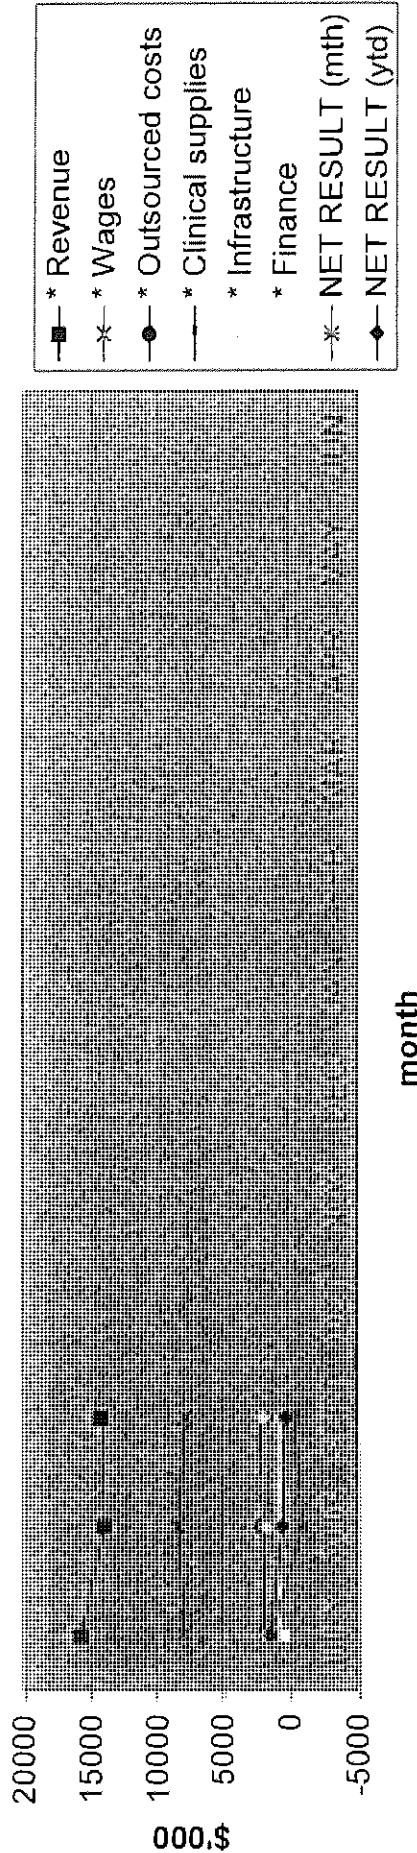 20000
15000
10000
5000
0
-5000
$'000
month
* Revenue
* Wages
* Outsourced costs
* Clinical supplies
* Infrastructure
* Finance
NET RESULT (mth)
NET RESULT (ytd)